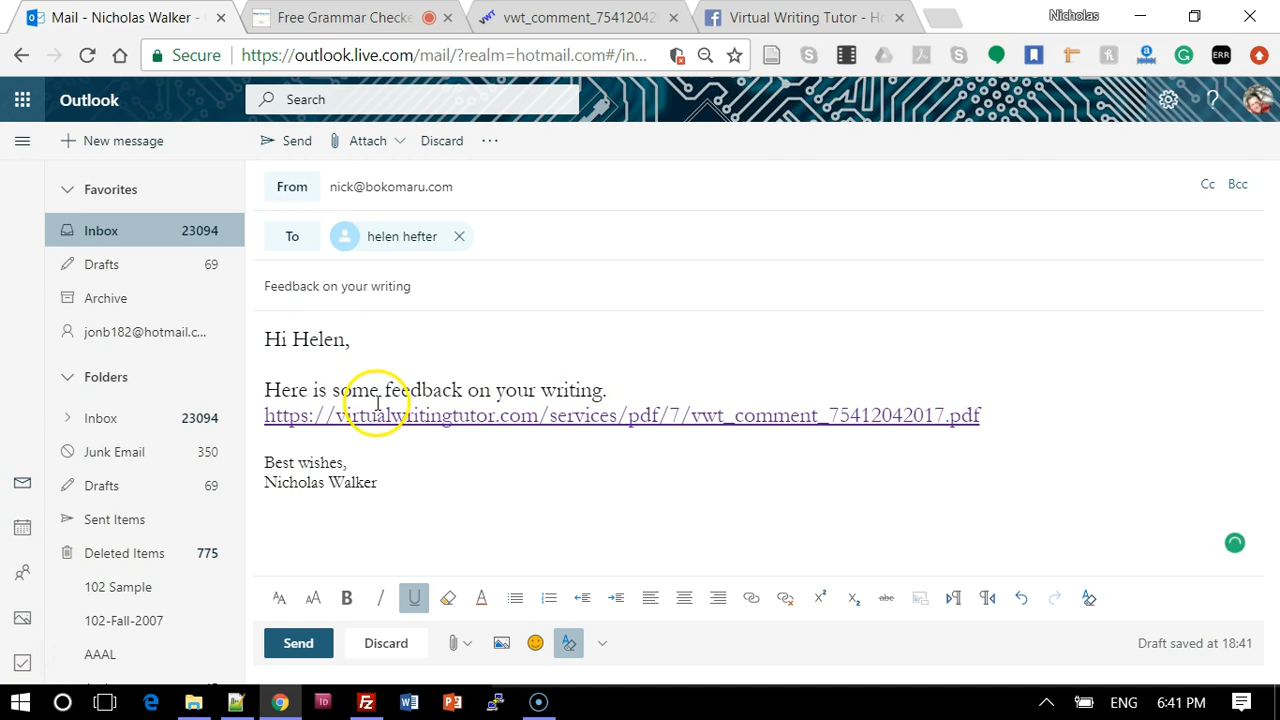 Mail - Nicholas Walker -
Free Grammar Checke
vwt_comment_754120420
Virtual Writing Tutor - Ho
Nicholas
Secure https://outlook.live.com/mail/?realm=hotmail.com#/in...
ERR
Outlook
Search
New message
Send
Attach
Discard
Favorites
From
nick@bokomaru.com
Cc
Bcc
Inbox 23094
To
helen hefter
Drafts 69
Feedback on your writing
Archive
jonb182@hotmail.c...
Hi Helen,
Folders
Here is some feedback on your writing.
https://virtualwritingtutor.com/services/pdf/7/vwt_comment_75412042017.pdf
Inbox 23094
Junk Email 350
Best wishes,
Nicholas Walker
Drafts 69
Sent Items
Deleted Items 775
102 Sample
102-Fall-2007
AAAL
Send
Discard
Draft saved at 18:41
ENG
6:41 PM